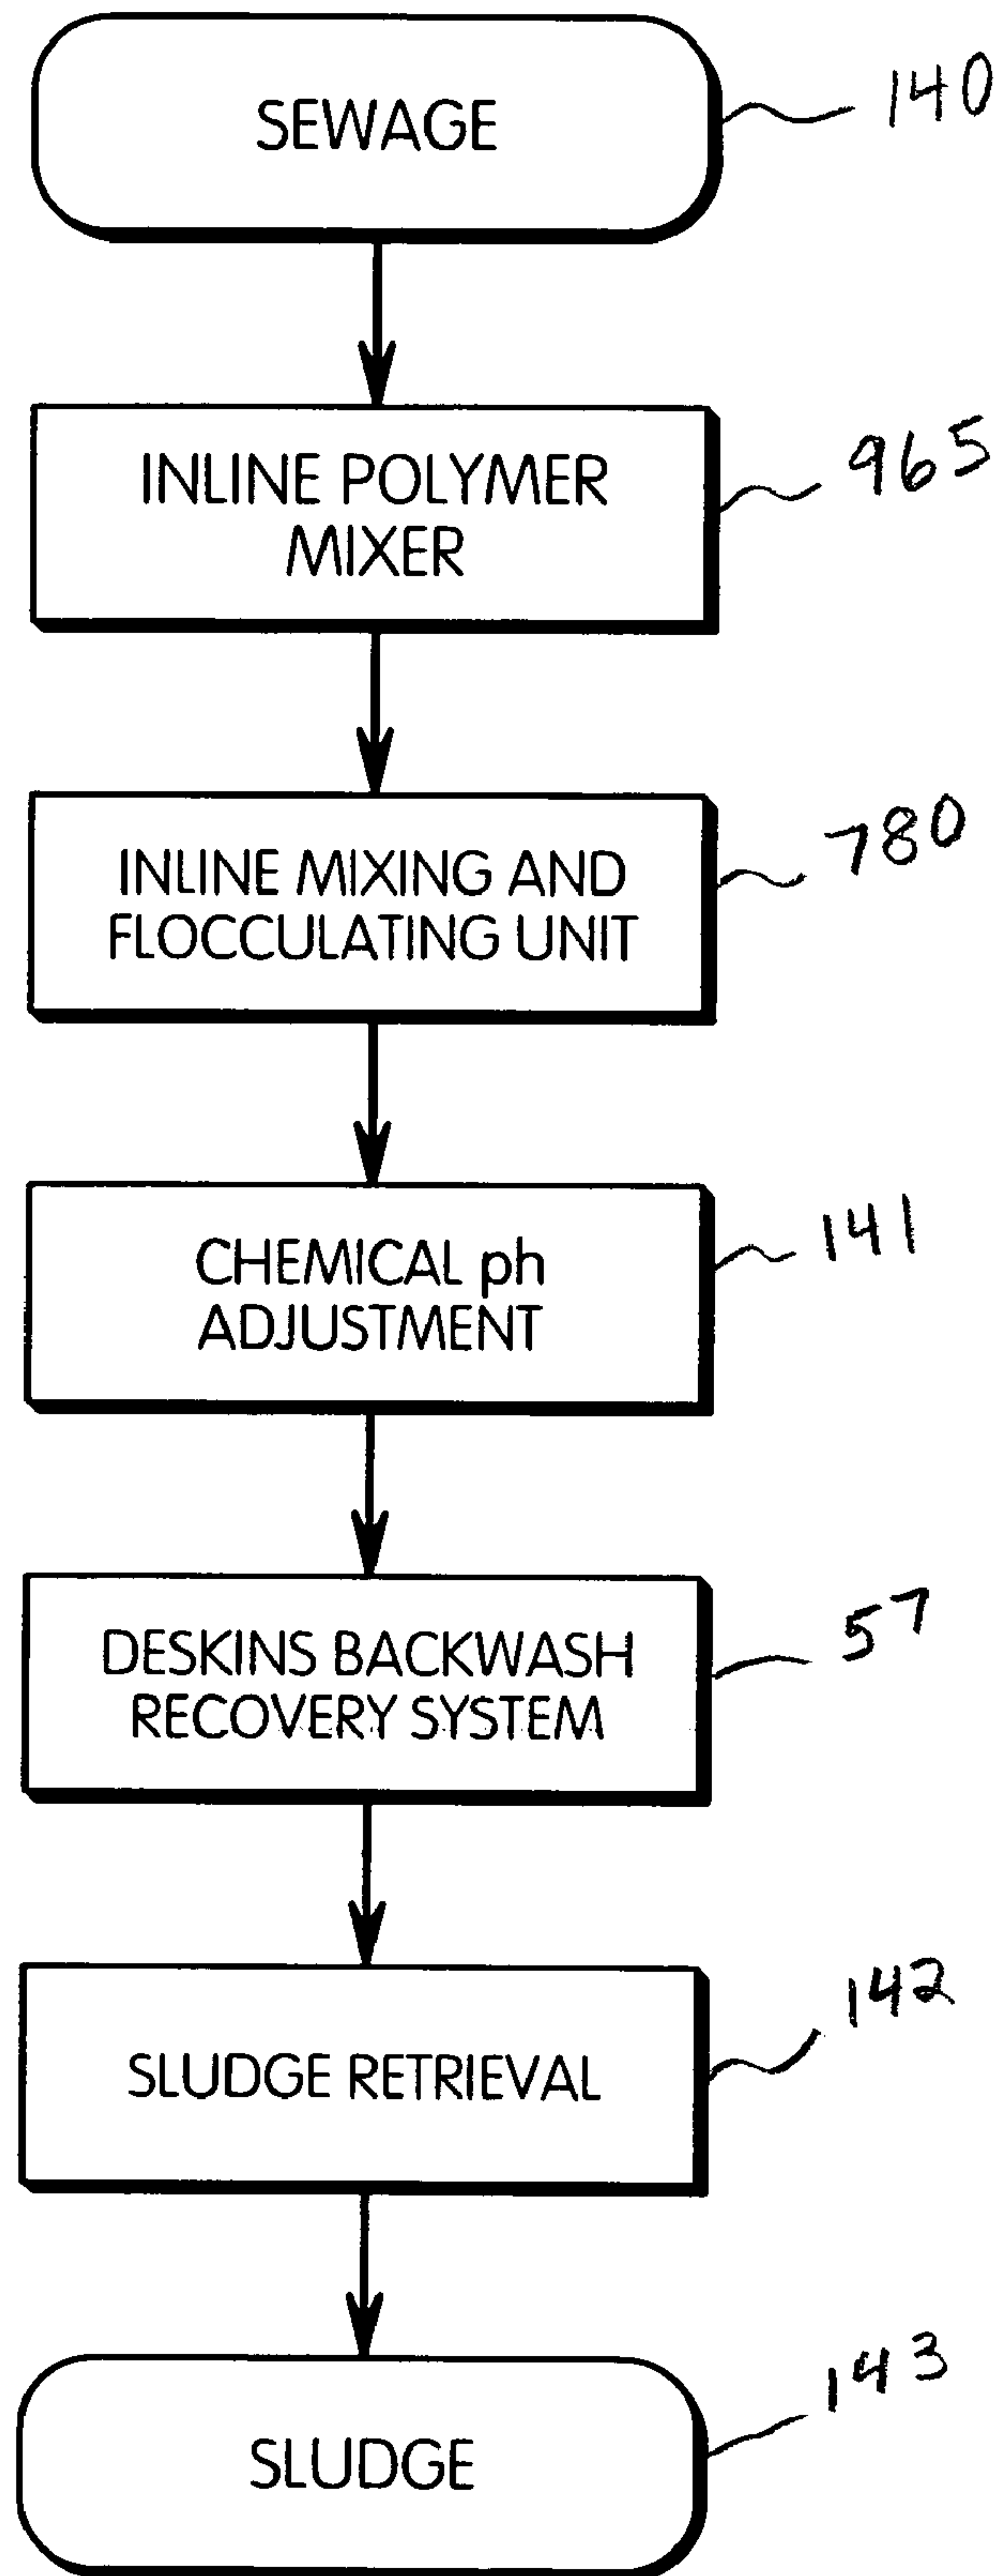 SEWAGE
140
INLINE POLYMER
MIXER
965
INLINE MIXING AND
FLOCCULATING UNIT
780
CHEMICAL ph
ADJUSTMENT
141
DESKINS BACKWASH
RECOVERY SYSTEM
57
SLUDGE RETRIEVAL
142
SLUDGE
143